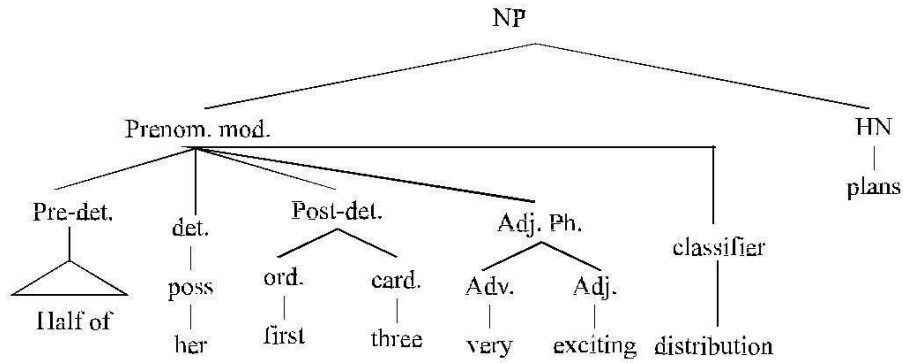 NP
Prenom. mod. HN
plans
Pre-det. det. Post-det. Adj. Ph. classifier
poss ord. card. Adv. Adj.
Half of her first three very exciting distribution